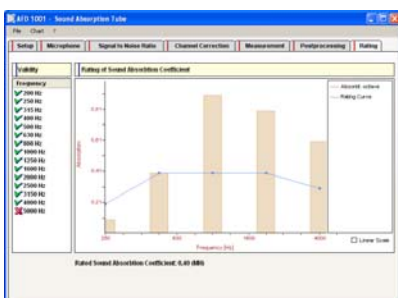 AFD 1001 - Sound Absorption Tube
File Chart ?
Setup Microphone Signal to Noise Ratio Channel Correction Measurement Postprocessing Rating
Validity
Rating of Sound Absorbtion Coefficient
Frequency
200 Hz
250 Hz
315 Hz
400 Hz
500 Hz
630 Hz
800 Hz
1000 Hz
1250 Hz
1600 Hz
2000 Hz
2500 Hz
3150 Hz
4000 Hz
5000 Hz
Absorbtion
Frequency [Hz]
Rating Curve
Linear Scale
Rated Sound Absorbtion Coefficient: 0,40 (MH)